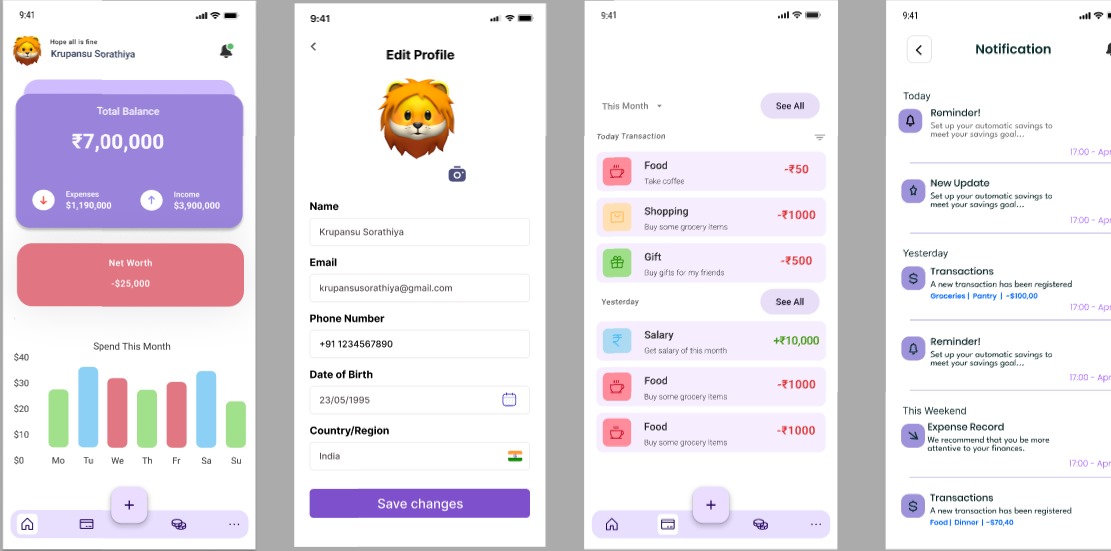 9:41
Hope all is fine
Krupansu Sorathiya
Total Balance
₹7,00,000
Expenses
$1,190,000
Income
$3,900,000
Net Worth
-$25,000
Spend This Month
$40
$30
$20
$10
$0
Mo Tu We Th Fr Sa Su
+
9:41
Edit Profile
Name
Krupansu Sorathiya
Email
krupansusorathiya@gmail.com
Phone Number
+91 1234567890
Date of Birth
23/05/1995
Country/Region
India
Save changes
9:41
This Month
See All
Today Transaction
Food
Take coffee
-₹50
Shopping
Buy some grocery items
-₹1000
Gift
Buy gifts for my friends
-₹500
Yesterday
See All
Salary
Get salary of this month
+₹10,000
Food
Buy some grocery items
-₹1000
Food
Buy some grocery items
-₹1000
+
9:41
Notification
Today
Reminder!
Set up your automatic savings to
meet your savings goal...
17:00 - Apr
New Update
Set up your automatic savings to
meet your savings goal...
17:00 - Apr
Yesterday
Transactions
A new transaction has been registered
Groceries | Pantry | -$100,00
17:00 - Apr
Reminder!
Set up your automatic savings to
meet your savings goal...
17:00 - Apr
This Weekend
Expense Record
We recommend that you be more
attentive to your finances.
17:00 - Apr
Transactions
A new transaction has been registered
Food | Dinner | -$70,40